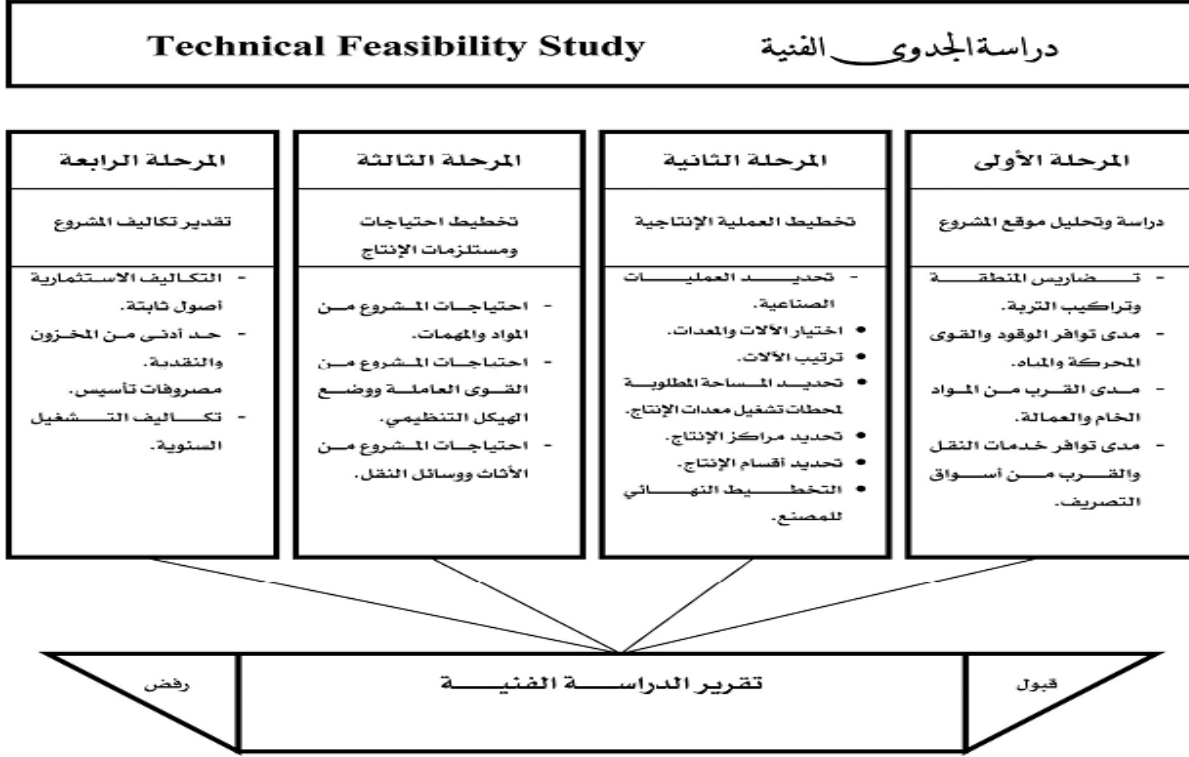 دراسة الجدوى الفنية Technical Feasibility Study
المرحلة الأولى
دراسة وتحليل موقع المشروع
- تضاريس المنطقة
وتراكيب التربة.
- مدى توافر الوقود والقوى
المحركة والمياه.
- مدى القرب من المواد
الخام والعمالة.
- مدى توافر خدمات النقل
والقرب من أسواق
التصريف.
المرحلة الثانية
تخطيط العملية الإنتاجية
- تحديد العمليات
الصناعية.
• اختيار الآلات والمعدات.
• ترتيب الآلات.
• تحديد المساحة المطلوبة
لمحطات تشغيل معدات الإنتاج.
• تحديد مراكز الإنتاج.
• تحديد أقسام الإنتاج.
• التخطيط النهائي
للمصنع.
المرحلة الثالثة
تخطيط احتياجات
ومستلزمات الإنتاج
- احتياجات المشروع من
المواد والمهمات.
- احتياجات المشروع من
القوى العاملة ووضع
الهيكل التنظيمي.
- احتياجات المشروع من
الأثاث ووسائل النقل.
المرحلة الرابعة
تقدير تكاليف المشروع
- التكاليف الاستثمارية
أصول ثابتة.
- حد أدنى من المخزون
والنقدية.
مصروفات تأسيس.
- تكاليف التشغيل
السنوية.
قبول
تقرير الدراسة الفنية
رفض